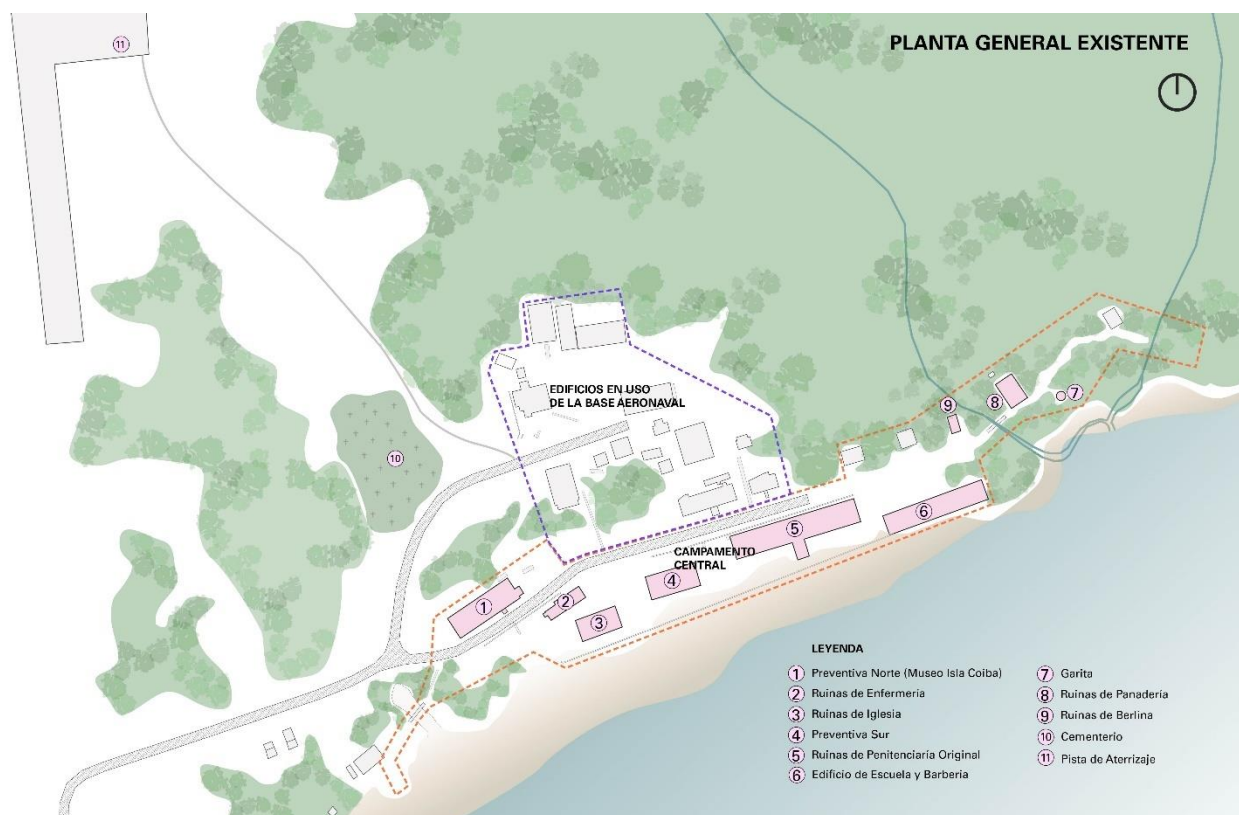 PLANTA GENERAL EXISTENTE
11
EDIFICIOS EN USO
DE LA BASE AERONAVAL
10
9
8
7
6
5
CAMPAMENTO
CENTRAL
4
1
2
3
LEYENDA
1 Preventiva Norte (Museo Isla Coiba)
2 Ruinas de Enfermería
3 Ruinas de Iglesia
4 Preventiva Sur
5 Ruinas de Penitenciaría Original
6 Edificio de Escuela y Barbería
7 Garita
8 Ruinas de Panadería
9 Ruinas de Berlina
10 Cementerio
11 Pista de Aterrizaje